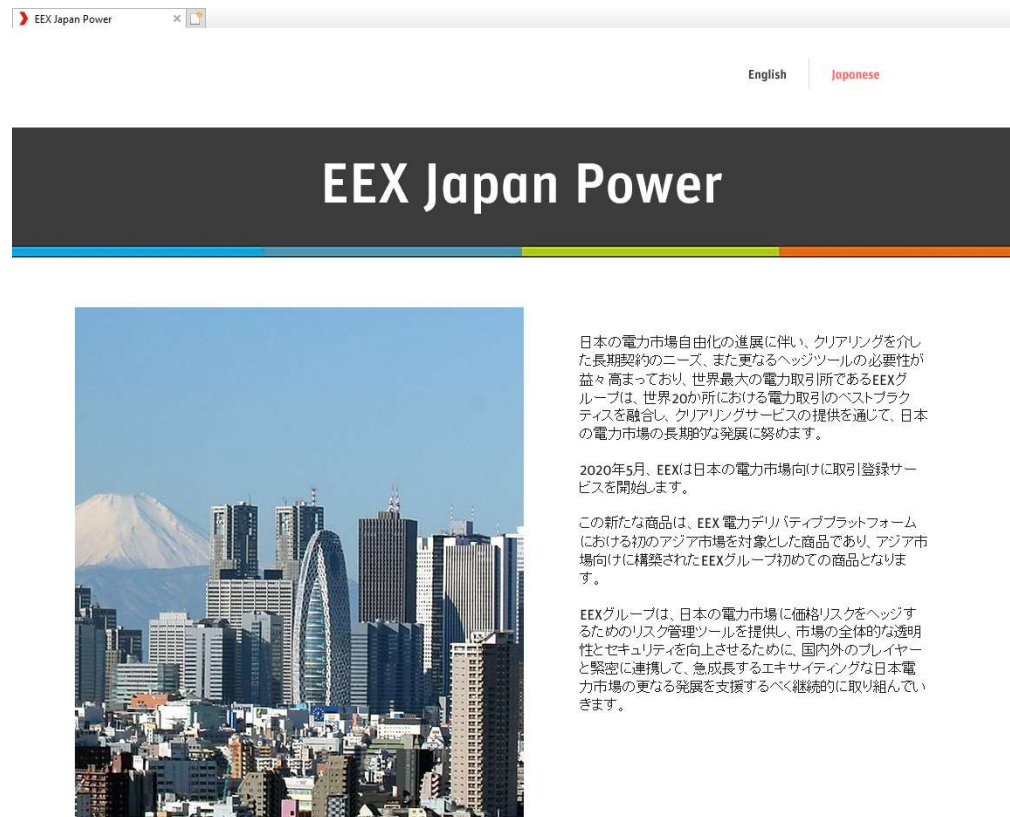 EEX Japan Power
English
Japanese
EEX Japan Power
日本の電力市場自由化の進展に伴い、クリアリングを介し
た長期契約のニーズ、また更なるヘッジツールの必要性が
益々高まっており、世界最大の電力取引所であるEEXグ
ループは、世界20か所における電力取引のベストプラク
ティスを融合し、クリアリングサービスの提供を通じて、日本
の電力市場の長期的な発展に努めます。
2020年5月、EEXは日本の電力市場向けに取引登録サー
ビスを開始します。
この新たな商品は、EEX 電力デリバティブプラットフォーム
における初のアジア市場を対象とした商品であり、アジア市
場向けに構築されたEEXグループ初めての商品となりま
す。
EEXグループは、日本の電力市場に価格リスクをヘッジす
るためのリスク管理ツールを提供し、市場の全体的な透明
性とセキュリティを向上させるために、国内外のプレイヤー
と緊密に連携して、急成長するエキサイティングな日本電
力市場の更なる発展を支援するべく継続的に取り組んでい
きます。